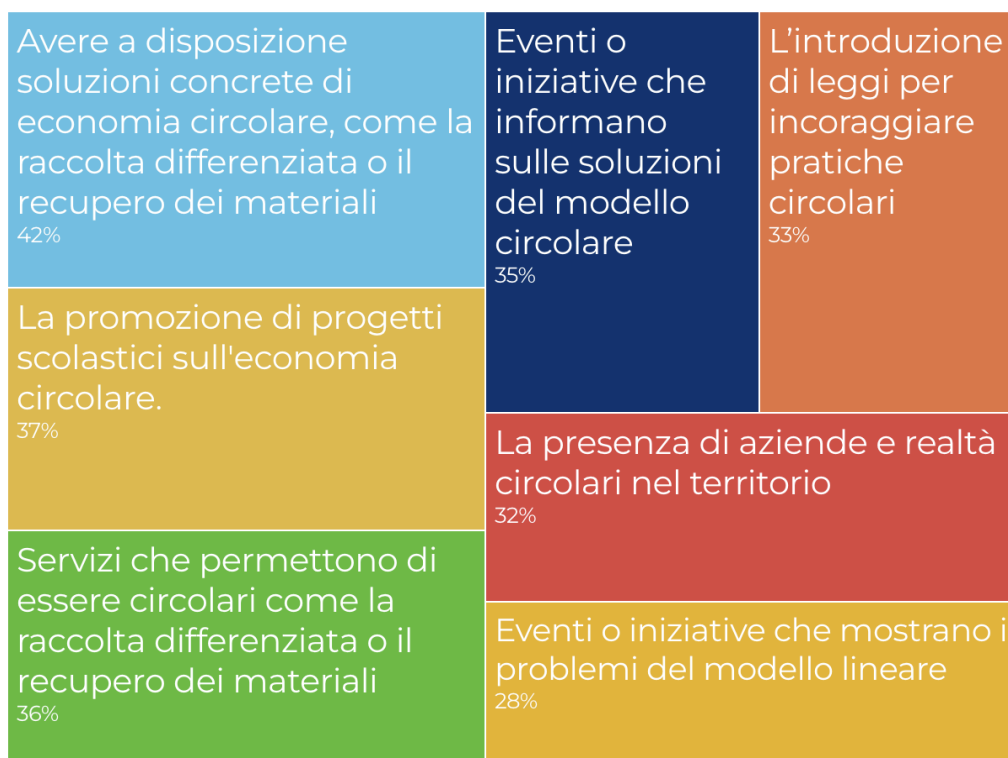 Avere a disposizione
soluzioni concrete di
economia circolare, come la
raccolta differenziata o il
recupero dei materiali
42%
La promozione di progetti
scolastici sull'economia
circolare.
37%
Servizi che permettono di
essere circolari come la
raccolta differenziata o il
recupero dei materiali
36%
Eventi o
iniziative che
informano
sulle soluzioni
del modello
circolare
35%
L’introduzione
di leggi per
incoraggiare
pratiche
circolari
33%
La presenza di aziende e realtà
circolari nel territorio
32%
Eventi o iniziative che mostrano i
problemi del modello lineare
28%